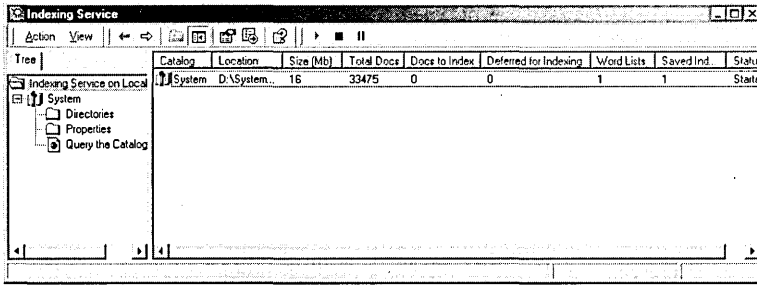 Indexing Service
Action View
Tree
Catalog Location Size (Mb) Total Docs Docs to Index Deferred for Indexing Word Lists Saved Ind... Statu
Indexing Service on Local
System D:\System... 16 33475 0 0 1 1 Starte
System
Directories
Properties
Query the Catalog